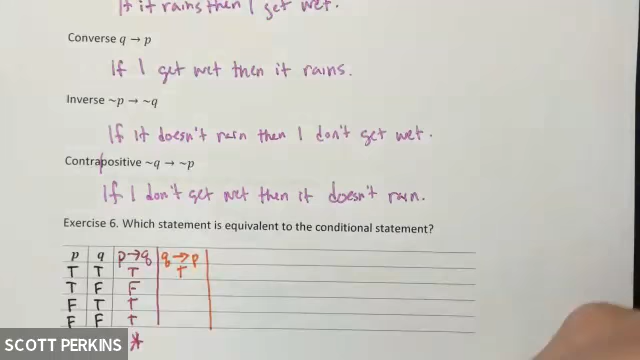 If it rains then I get wet.
Converse q → p
If I get wet then it rains.
Inverse ~p → ~q
If it doesn't rain then I don't get wet.
Contrapositive ~q → ~p
If I don't get wet then it doesn't rain.
Exercise 6. Which statement is equivalent to the conditional statement?
p q p→q q→p
T T T T
T F F
F T T
F F T
*
SCOTT PERKINS